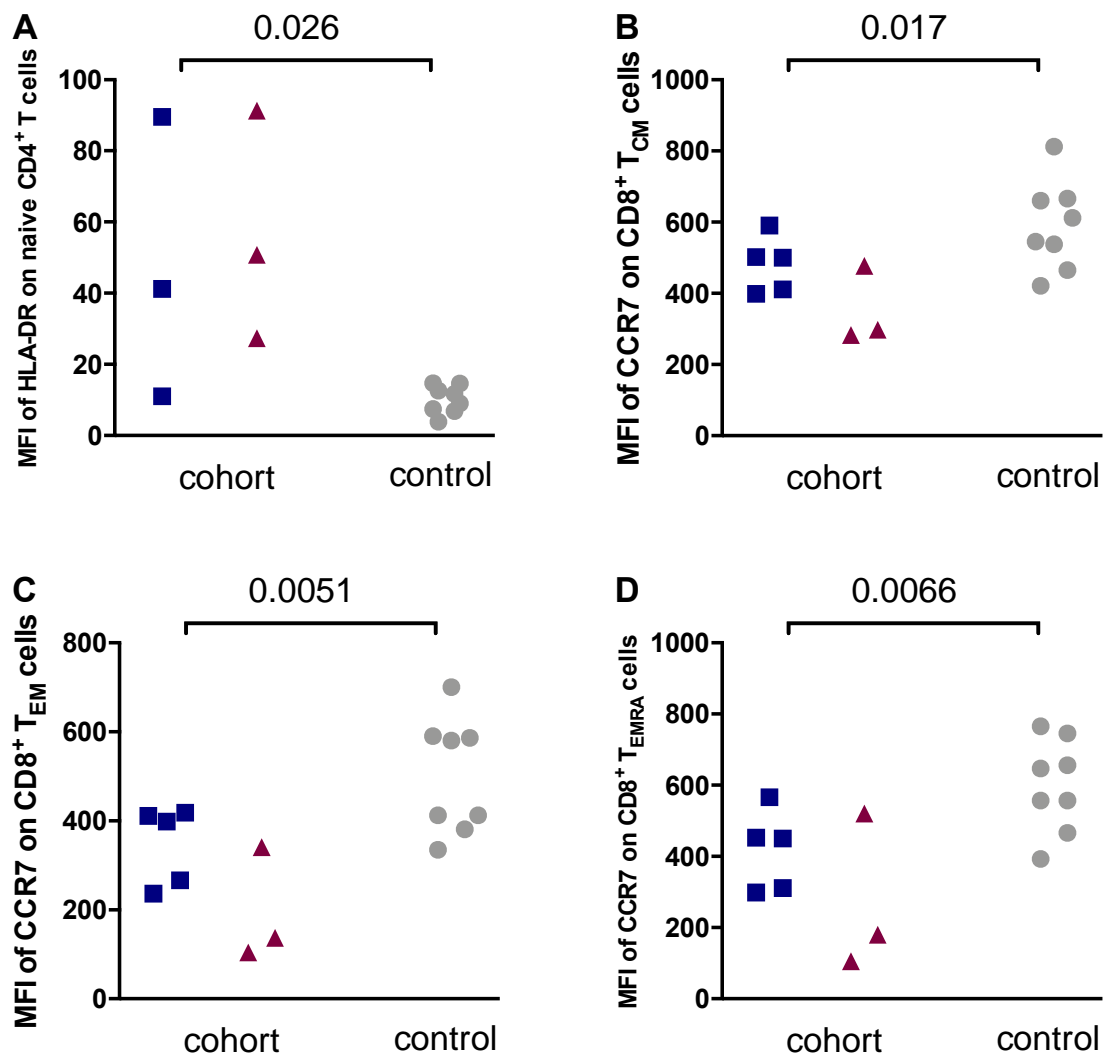 A
0.026
MFI of HLA-DR on naive CD4⁺ T cells
100
80
60
40
20
0
cohort
control
B
0.017
MFI of CCR7 on CD8⁺ T_CM cells
1000
800
600
400
200
0
cohort
control
C
0.0051
MFI of CCR7 on CD8⁺ T_EM cells
800
600
400
200
0
cohort
control
D
0.0066
MFI of CCR7 on CD8⁺ T_EMRA cells
1000
800
600
400
200
0
cohort
control